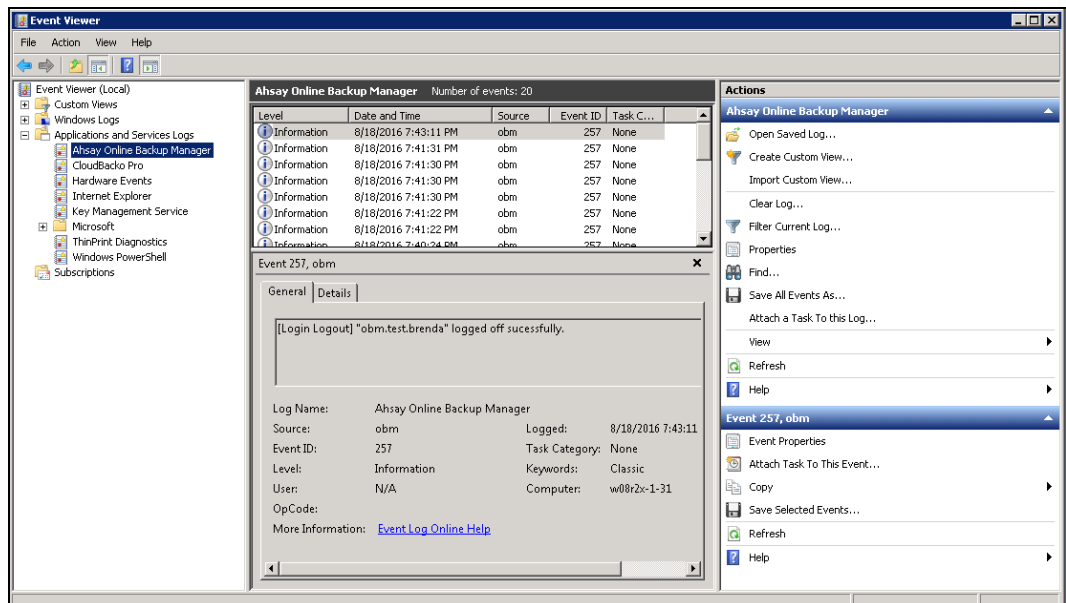 Event Viewer
File Action View Help
Event Viewer (Local)
Custom Views
Windows Logs
Applications and Services Logs
Ahsay Online Backup Manager
CloudBacko Pro
Hardware Events
Internet Explorer
Key Management Service
Microsoft
ThinPrint Diagnostics
Windows PowerShell
Subscriptions
Ahsay Online Backup Manager Number of events: 20
Level Date and Time Source Event ID Task C...
Information 8/18/2016 7:43:11 PM obm 257 None
Information 8/18/2016 7:41:31 PM obm 257 None
Information 8/18/2016 7:41:30 PM obm 257 None
Information 8/18/2016 7:41:30 PM obm 257 None
Information 8/18/2016 7:41:22 PM obm 257 None
Information 8/18/2016 7:41:22 PM obm 257 None
Information 8/18/2016 7:40:24 PM obm 257 None
Event 257, obm
General Details
[Login Logout] "obm.test.brenda" logged off sucessfully.
Log Name: Ahsay Online Backup Manager
Source: obm Logged: 8/18/2016 7:43:11
Event ID: 257 Task Category: None
Level: Information Keywords: Classic
User: N/A Computer: w08r2x-1-31
OpCode:
More Information: Event Log Online Help
Actions
Ahsay Online Backup Manager
Open Saved Log...
Create Custom View...
Import Custom View...
Clear Log...
Filter Current Log...
Properties
Find...
Save All Events As...
Attach a Task To this Log...
View
Refresh
Help
Event 257, obm
Event Properties
Attach Task To This Event...
Copy
Save Selected Events...
Refresh
Help